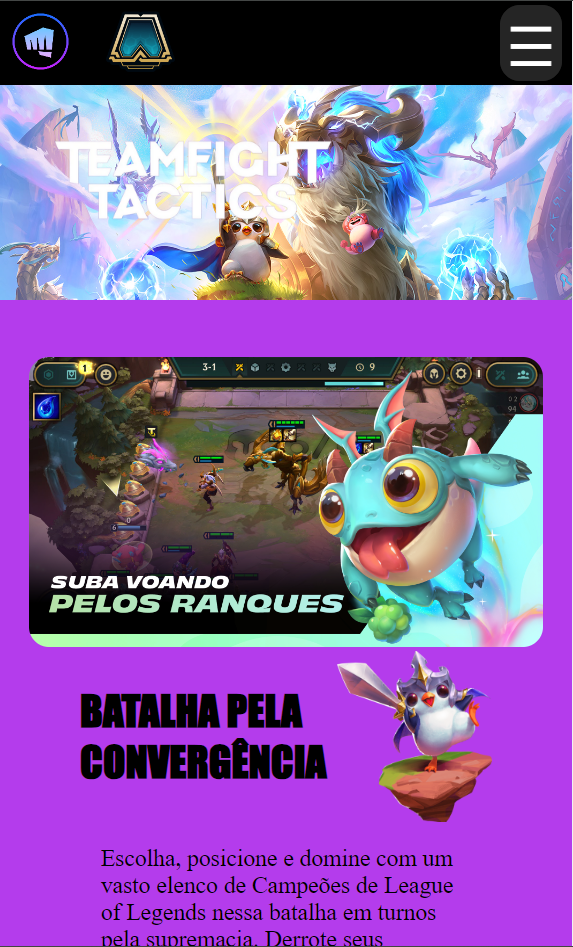 TEAMFIGHT
TACTICS
1
3-1
9
SUBA VOANDO
PELOS RANQUES
BATALHA PELA
CONVERGÊNCIA
Escolha, posicione e domine com um
vasto elenco de Campeões de League
of Legends nessa batalha em turnos
pela supremacia. Derrote seus